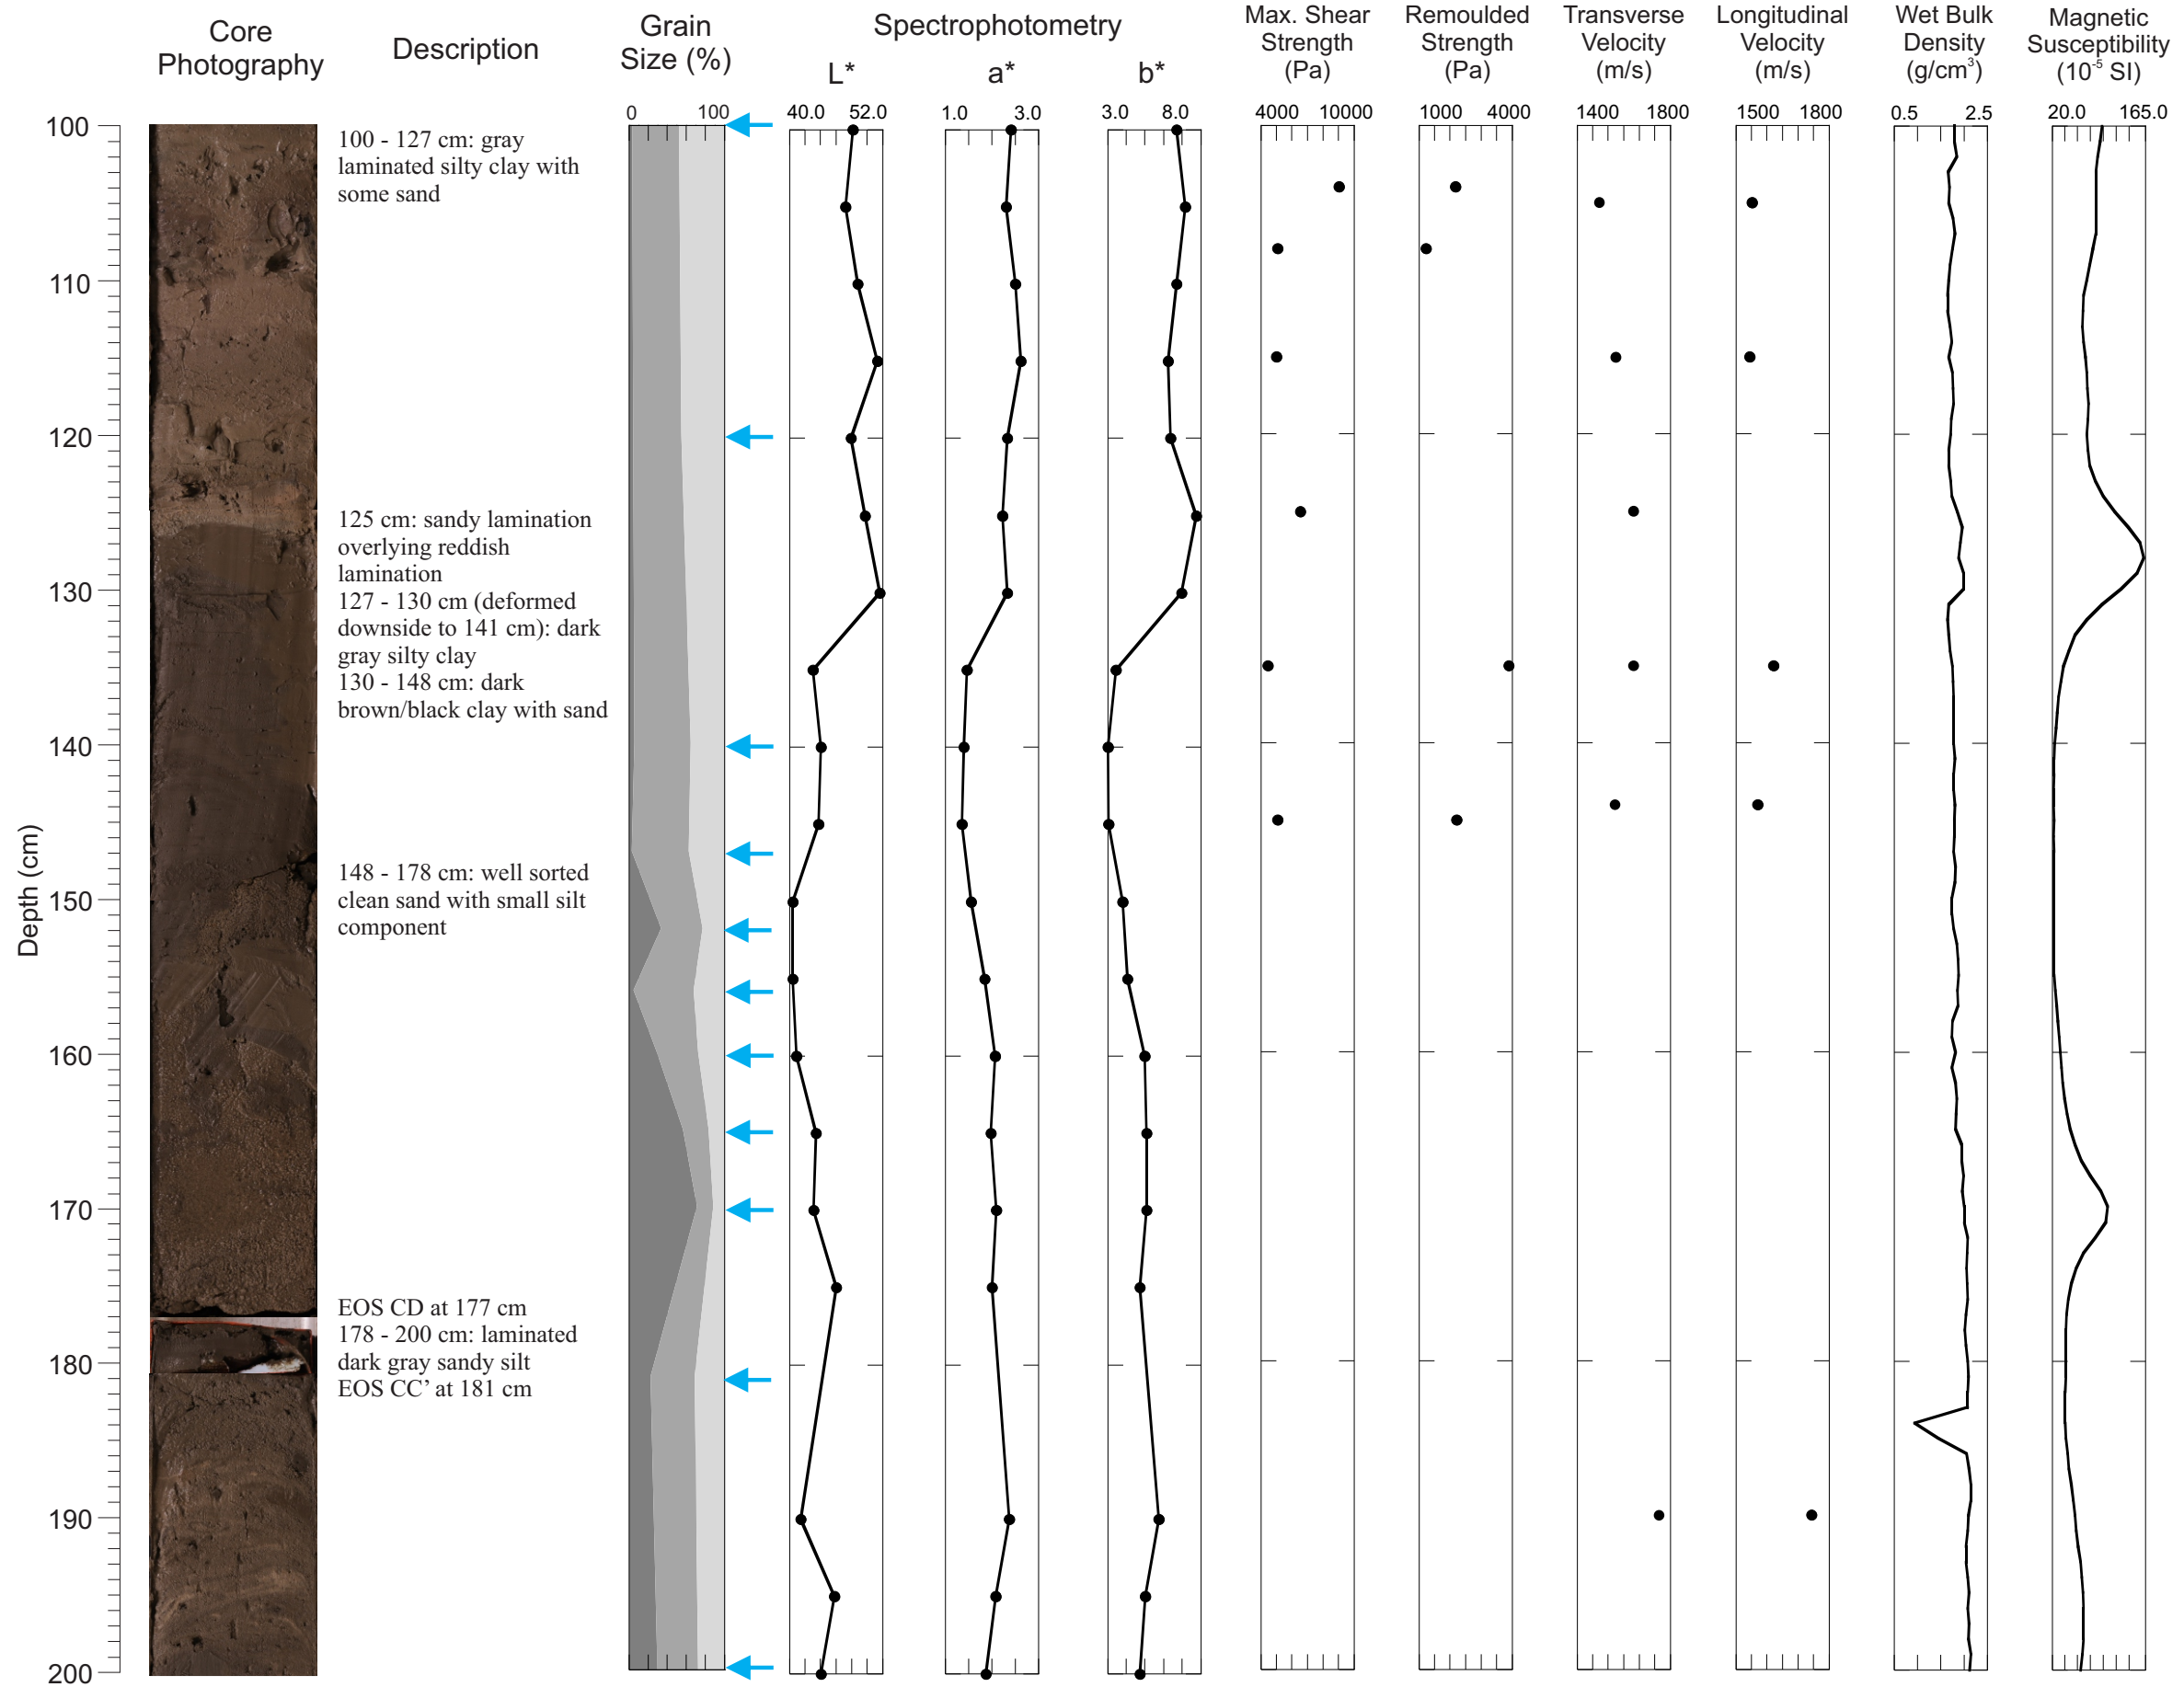 Core
Photography
Description
Grain
Size (%)
Spectrophotometry
L*
a*
b*
Max. Shear
Strength
(Pa)
Remoulded
Strength
(Pa)
Transverse
Velocity
(m/s)
Longitudinal
Velocity
(m/s)
Wet Bulk
Density
(g/cm³)
Magnetic
Susceptibility
(10⁻⁵ SI)
0 100
40.0 52.0
1.0 3.0
3.0 8.0
4000 10000
1000 4000
1400 1800
1500 1800
0.5 2.5
20.0 165.0
Depth (cm)
100
110
120
130
140
150
160
170
180
190
200
100 - 127 cm: gray
laminated silty clay with
some sand
125 cm: sandy lamination
overlying reddish
lamination
127 - 130 cm (deformed
downside to 141 cm): dark
gray silty clay
130 - 148 cm: dark
brown/black clay with sand
148 - 178 cm: well sorted
clean sand with small silt
component
EOS CD at 177 cm
178 - 200 cm: laminated
dark gray sandy silt
EOS CC’ at 181 cm